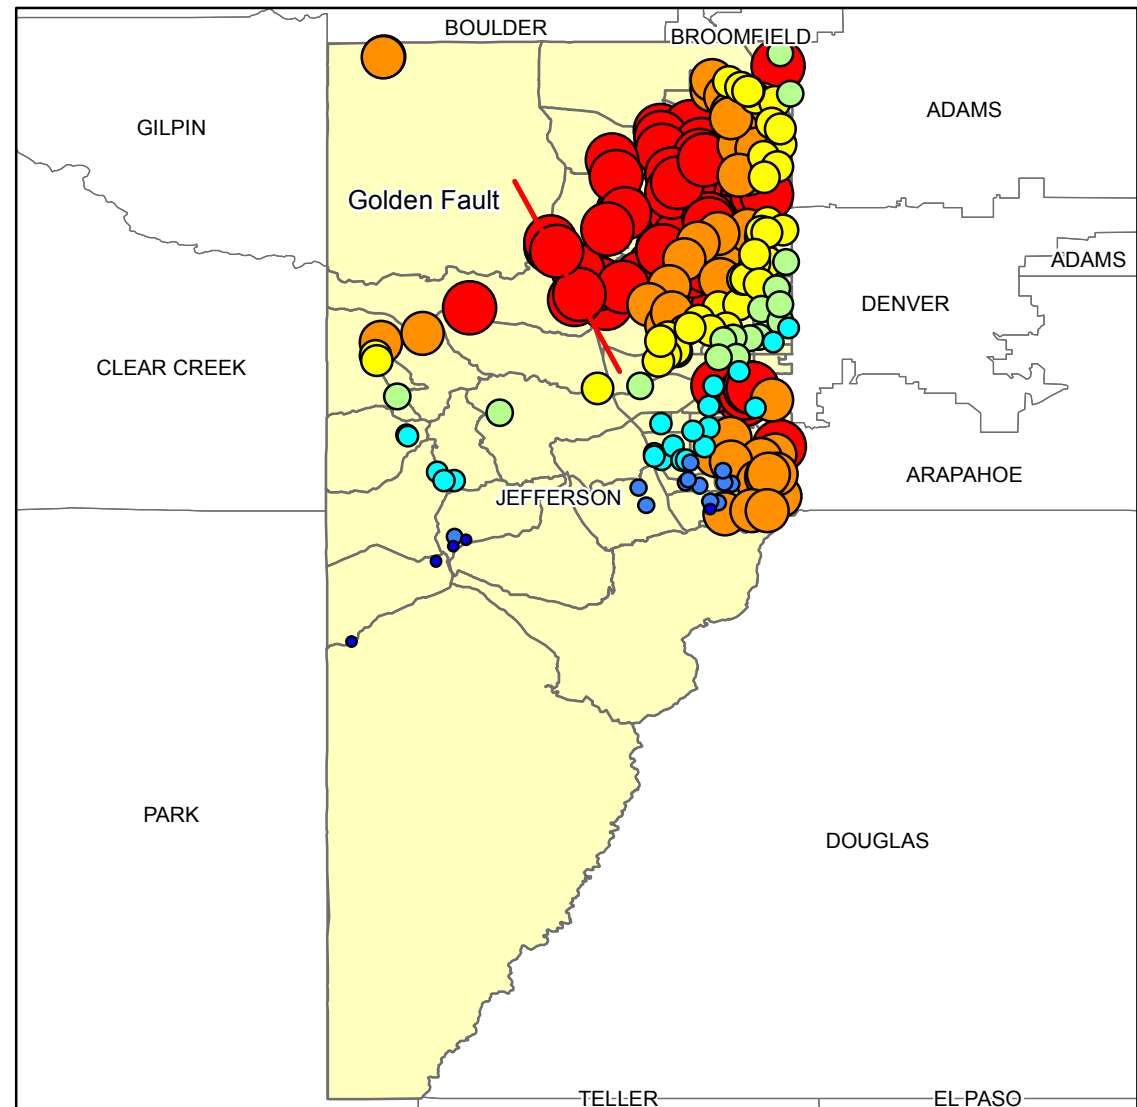 BOULDER
BROOMFIELD
GILPIN
ADAMS
Golden Fault
ADAMS
DENVER
CLEAR CREEK
ARAPAHOE
JEFFERSON
PARK
DOUGLAS
TELLER
EL PASO